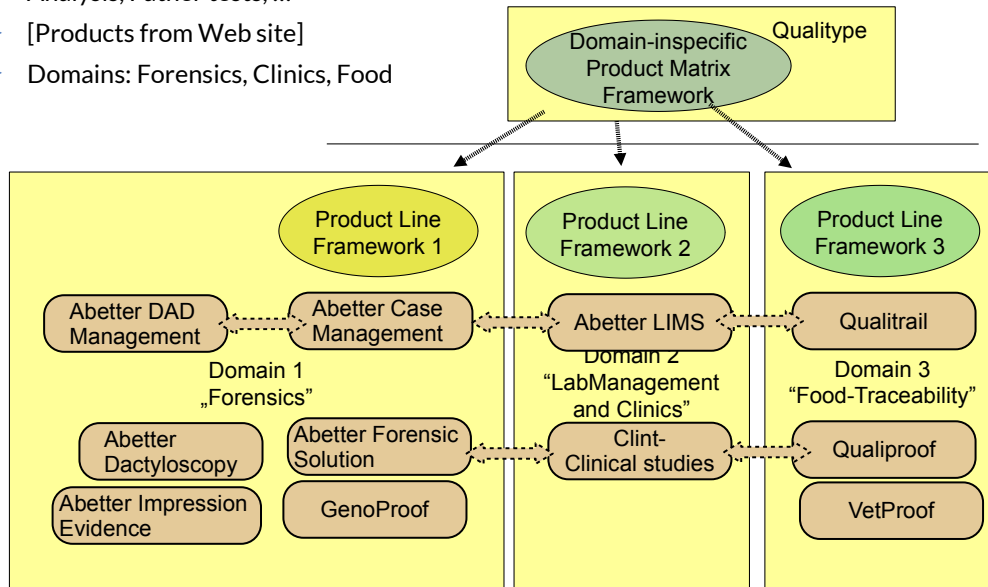 Analysis, Father tests, ...
[Products from Web site]
Domains: Forensics, Clinics, Food
Qualitype
Domain-inspecific
Product Matrix
Framework
Product Line
Framework 1
Product Line
Framework 2
Product Line
Framework 3
Abetter DAD
Management
Abetter Case
Management
Abetter LIMS
Qualitrail
Domain 1
„Forensics”
Domain 2
“LabManagement
and Clinics”
Domain 3
“Food-Traceability”
Abetter
Dactyloscopy
Abetter Forensic
Solution
Clint-
Clinical studies
Qualiproof
Abetter Impression
Evidence
GenoProof
VetProof